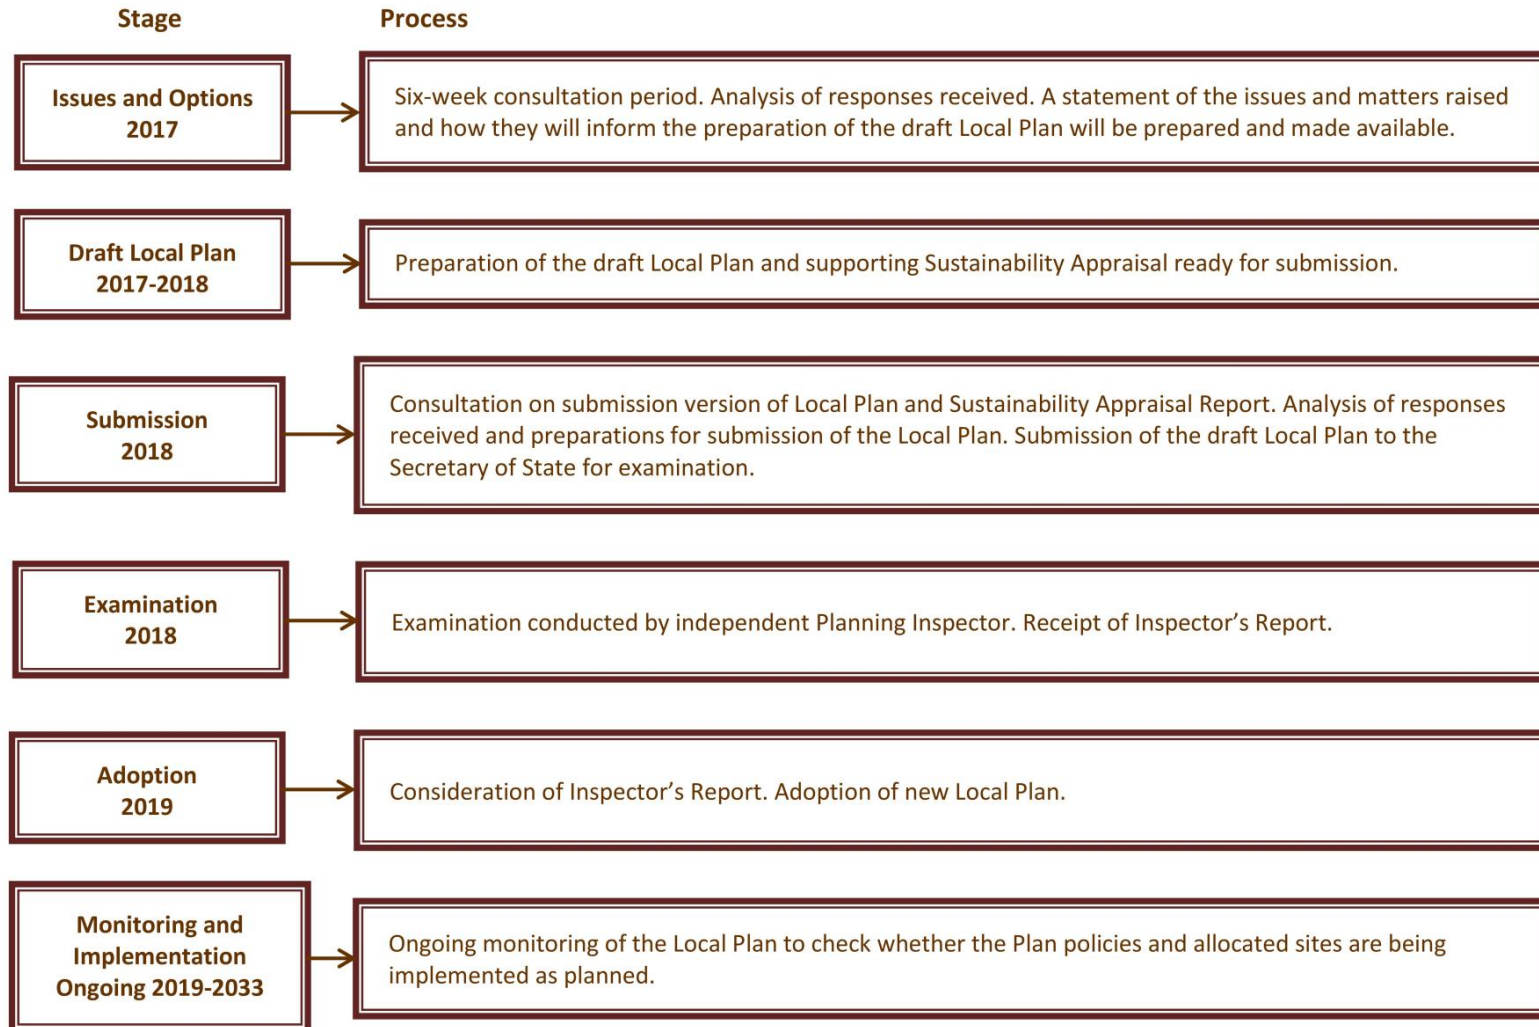 Stage
Process
Issues and Options
2017
Six-week consultation period. Analysis of responses received. A statement of the issues and matters raised
and how they will inform the preparation of the draft Local Plan will be prepared and made available.
Draft Local Plan
2017-2018
Preparation of the draft Local Plan and supporting Sustainability Appraisal ready for submission.
Submission
2018
Consultation on submission version of Local Plan and Sustainability Appraisal Report. Analysis of responses
received and preparations for submission of the Local Plan. Submission of the draft Local Plan to the
Secretary of State for examination.
Examination
2018
Examination conducted by independent Planning Inspector. Receipt of Inspector’s Report.
Adoption
2019
Consideration of Inspector’s Report. Adoption of new Local Plan.
Monitoring and
Implementation
Ongoing 2019-2033
Ongoing monitoring of the Local Plan to check whether the Plan policies and allocated sites are being
implemented as planned.